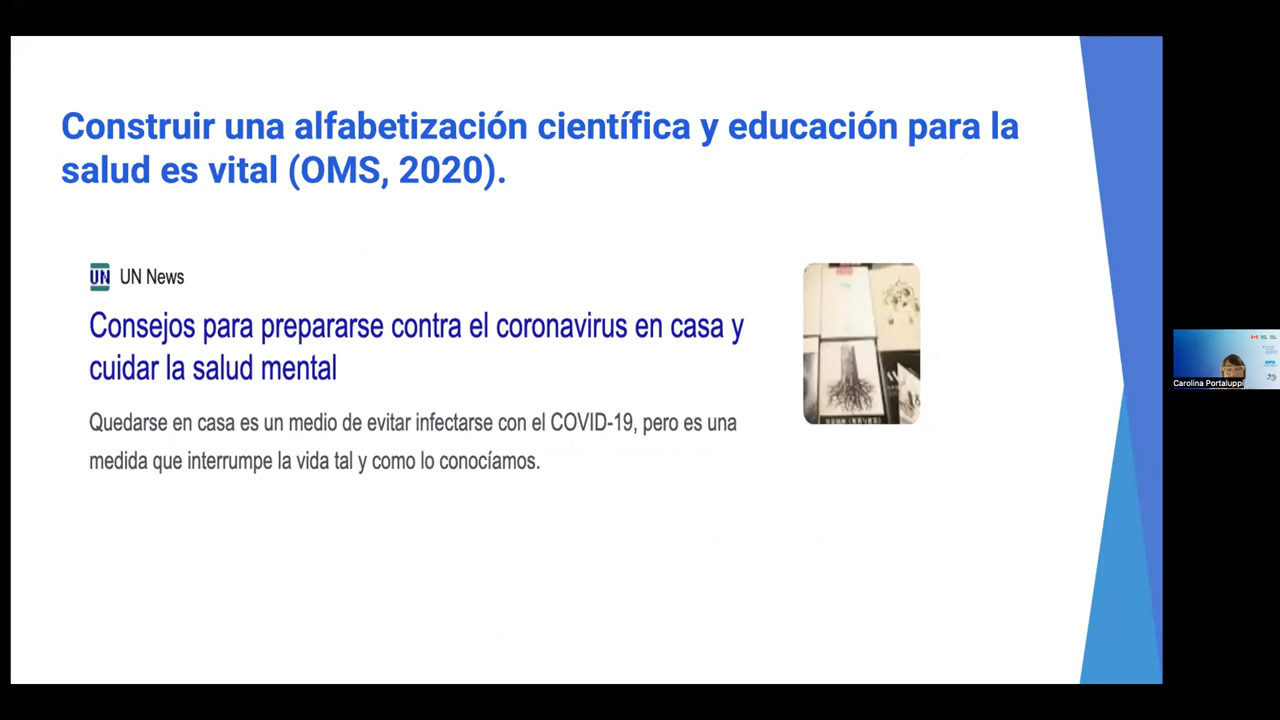 Construir una alfabetización científica y educación para la
salud es vital (OMS, 2020).
UN UN News
Consejos para prepararse contra el coronavirus en casa y
cuidar la salud mental
Quedarse en casa es un medio de evitar infectarse con el COVID-19, pero es una
medida que interrumpe la vida tal y como lo conocíamos.
Carolina Portaluppi